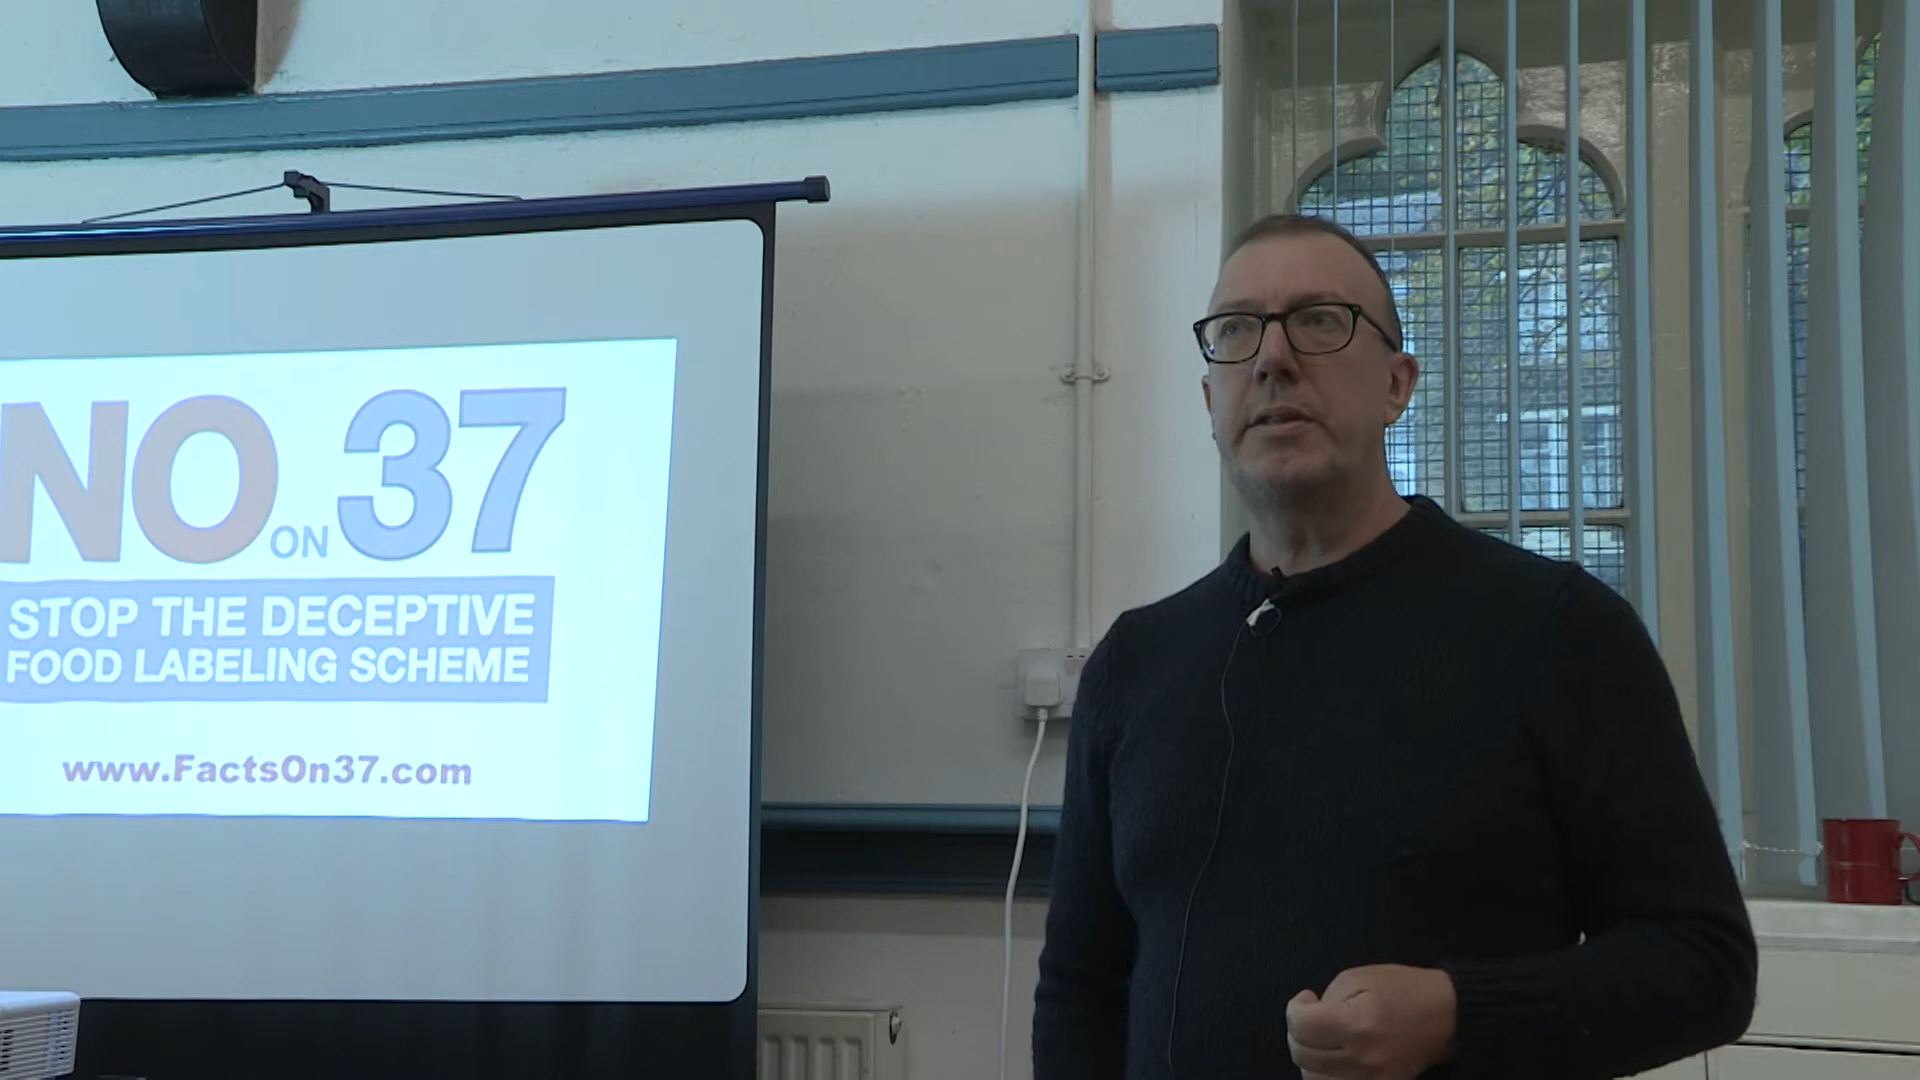 NO ON 37
STOP THE DECEPTIVE
FOOD LABELING SCHEME
www.FactsOn37.com